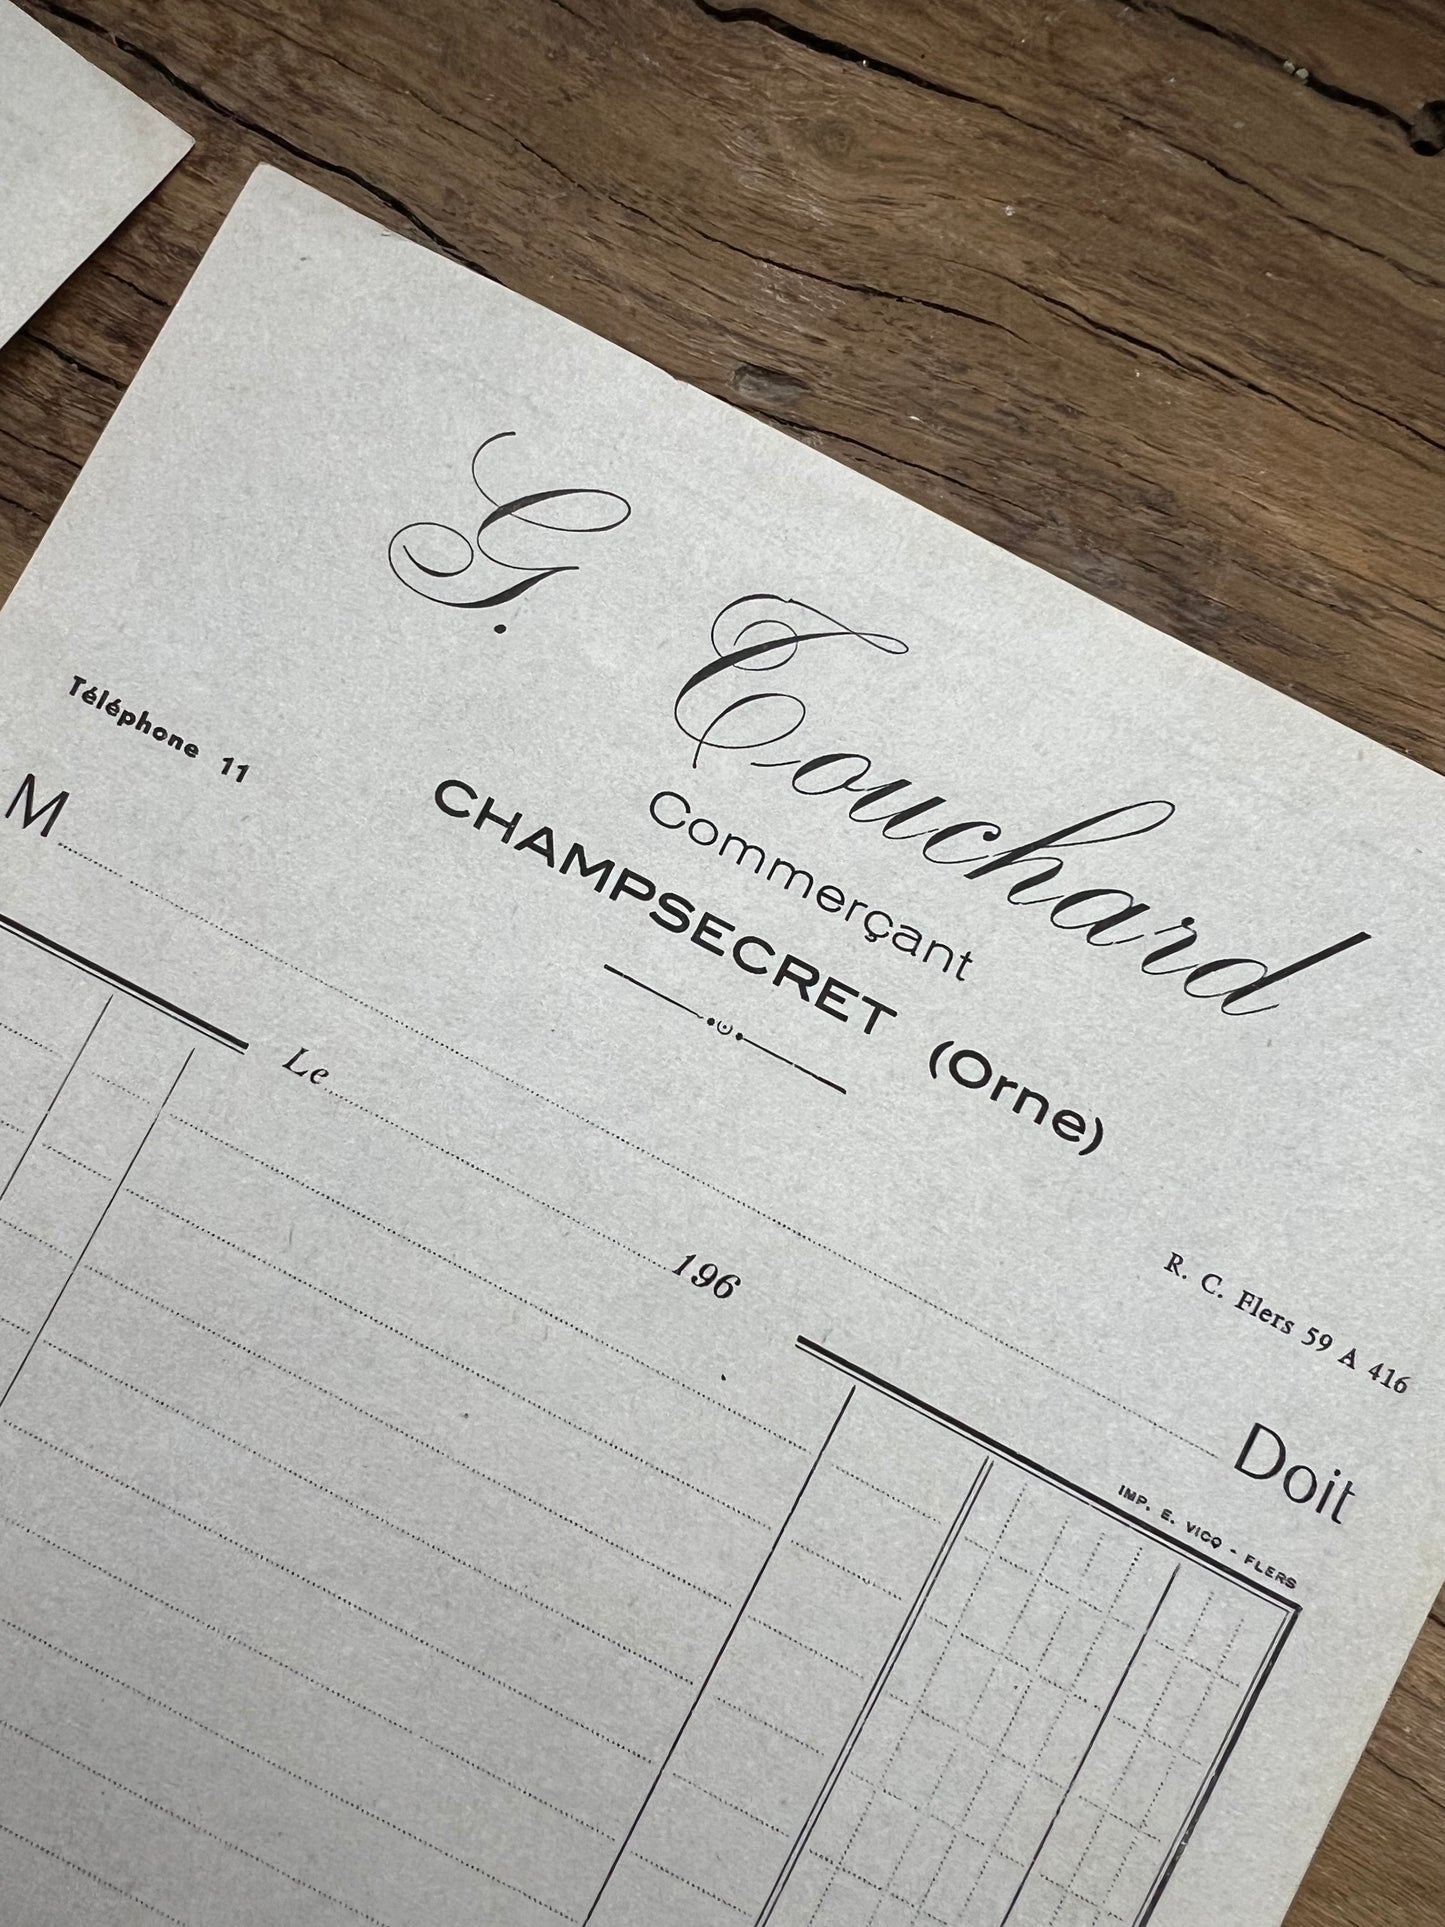 G. Couchard
Téléphone 11
Commerçant
CHAMPSECRET (Orne)
R. C. Flers 59 A 416
M
Doit
Le 196
IMP. E. VICQ - FLERS